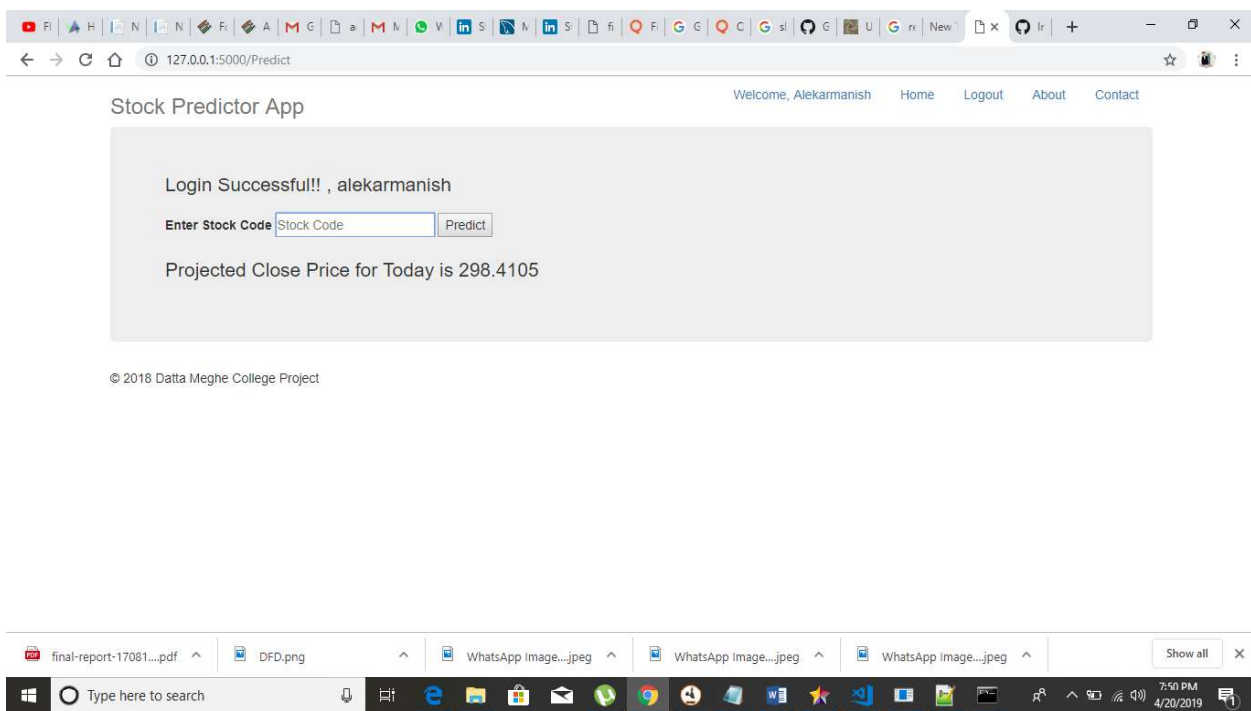 127.0.0.1:5000/Predict
Stock Predictor App
Welcome, Alekarmanish Home Logout About Contact
Login Successful!! , alekarmanish
Enter Stock Code Stock Code Predict
Projected Close Price for Today is 298.4105
© 2018 Datta Meghe College Project
final-report-17081....pdf DFD.png WhatsApp Image....jpeg WhatsApp Image....jpeg WhatsApp Image....jpeg Show all
Type here to search
7:50 PM
4/20/2019